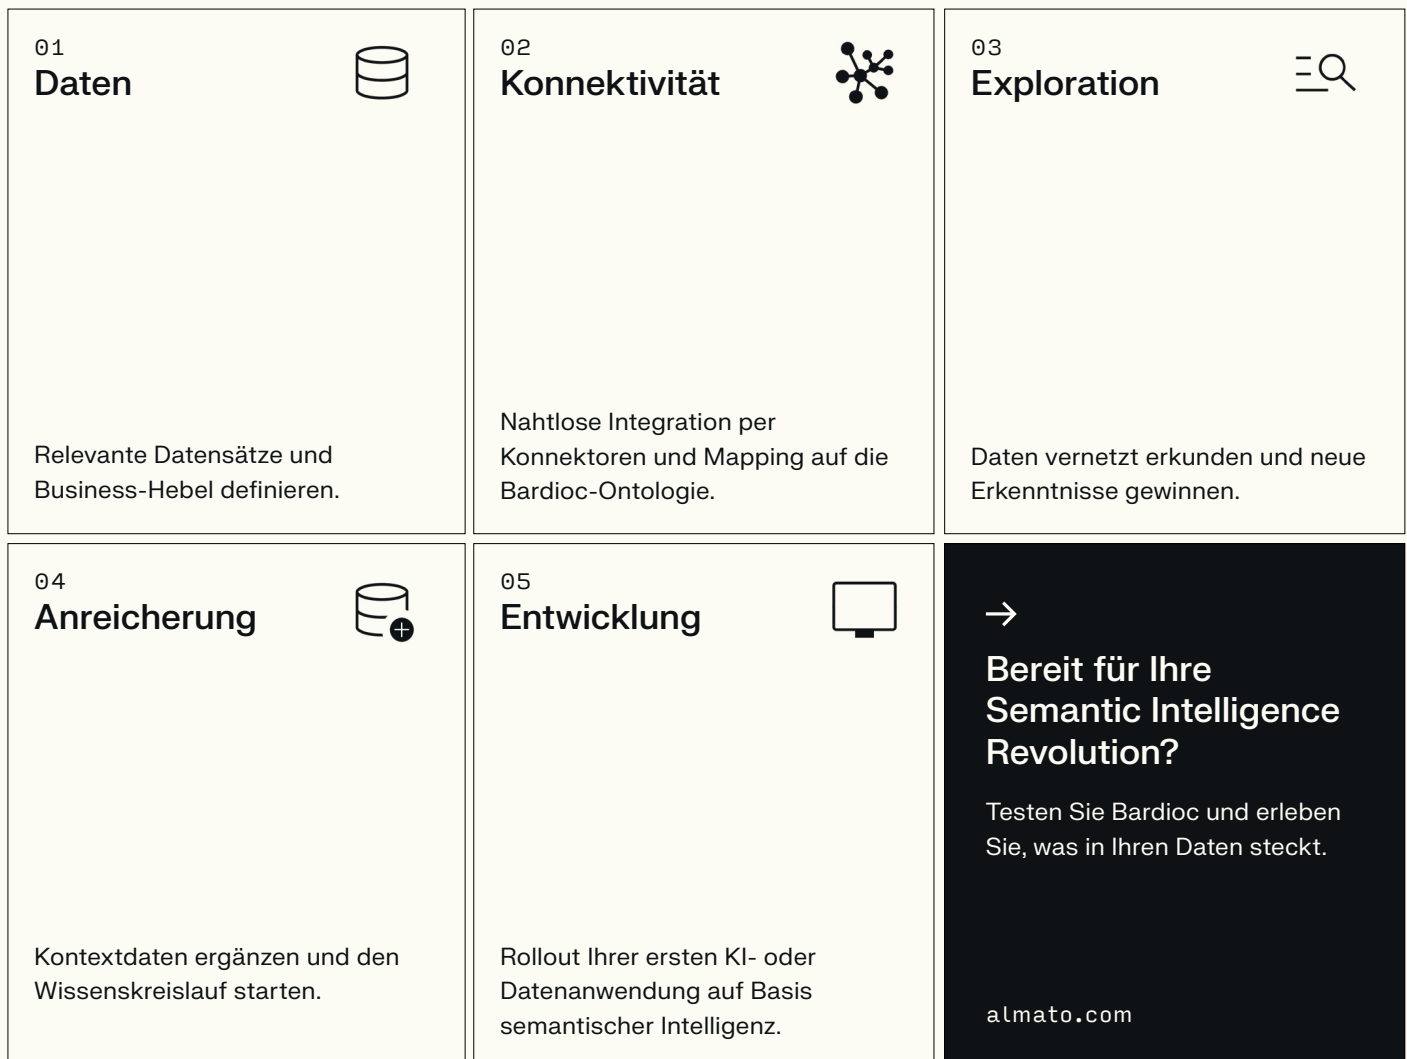 01
Daten
Relevante Datensätze und
Business-Hebel definieren.
02
Konnektivität
Nahtlose Integration per
Konnektoren und Mapping auf die
Bardioc-Ontologie.
03
Exploration
Daten vernetzt erkunden und neue
Erkenntnisse gewinnen.
04
Anreicherung
Kontextdaten ergänzen und den
Wissenskreislauf starten.
05
Entwicklung
Rollout Ihrer ersten KI- oder
Datenanwendung auf Basis
semantischer Intelligenz.
Bereit für Ihre
Semantic Intelligence
Revolution?
Testen Sie Bardioc und erleben
Sie, was in Ihren Daten steckt.
almato.com